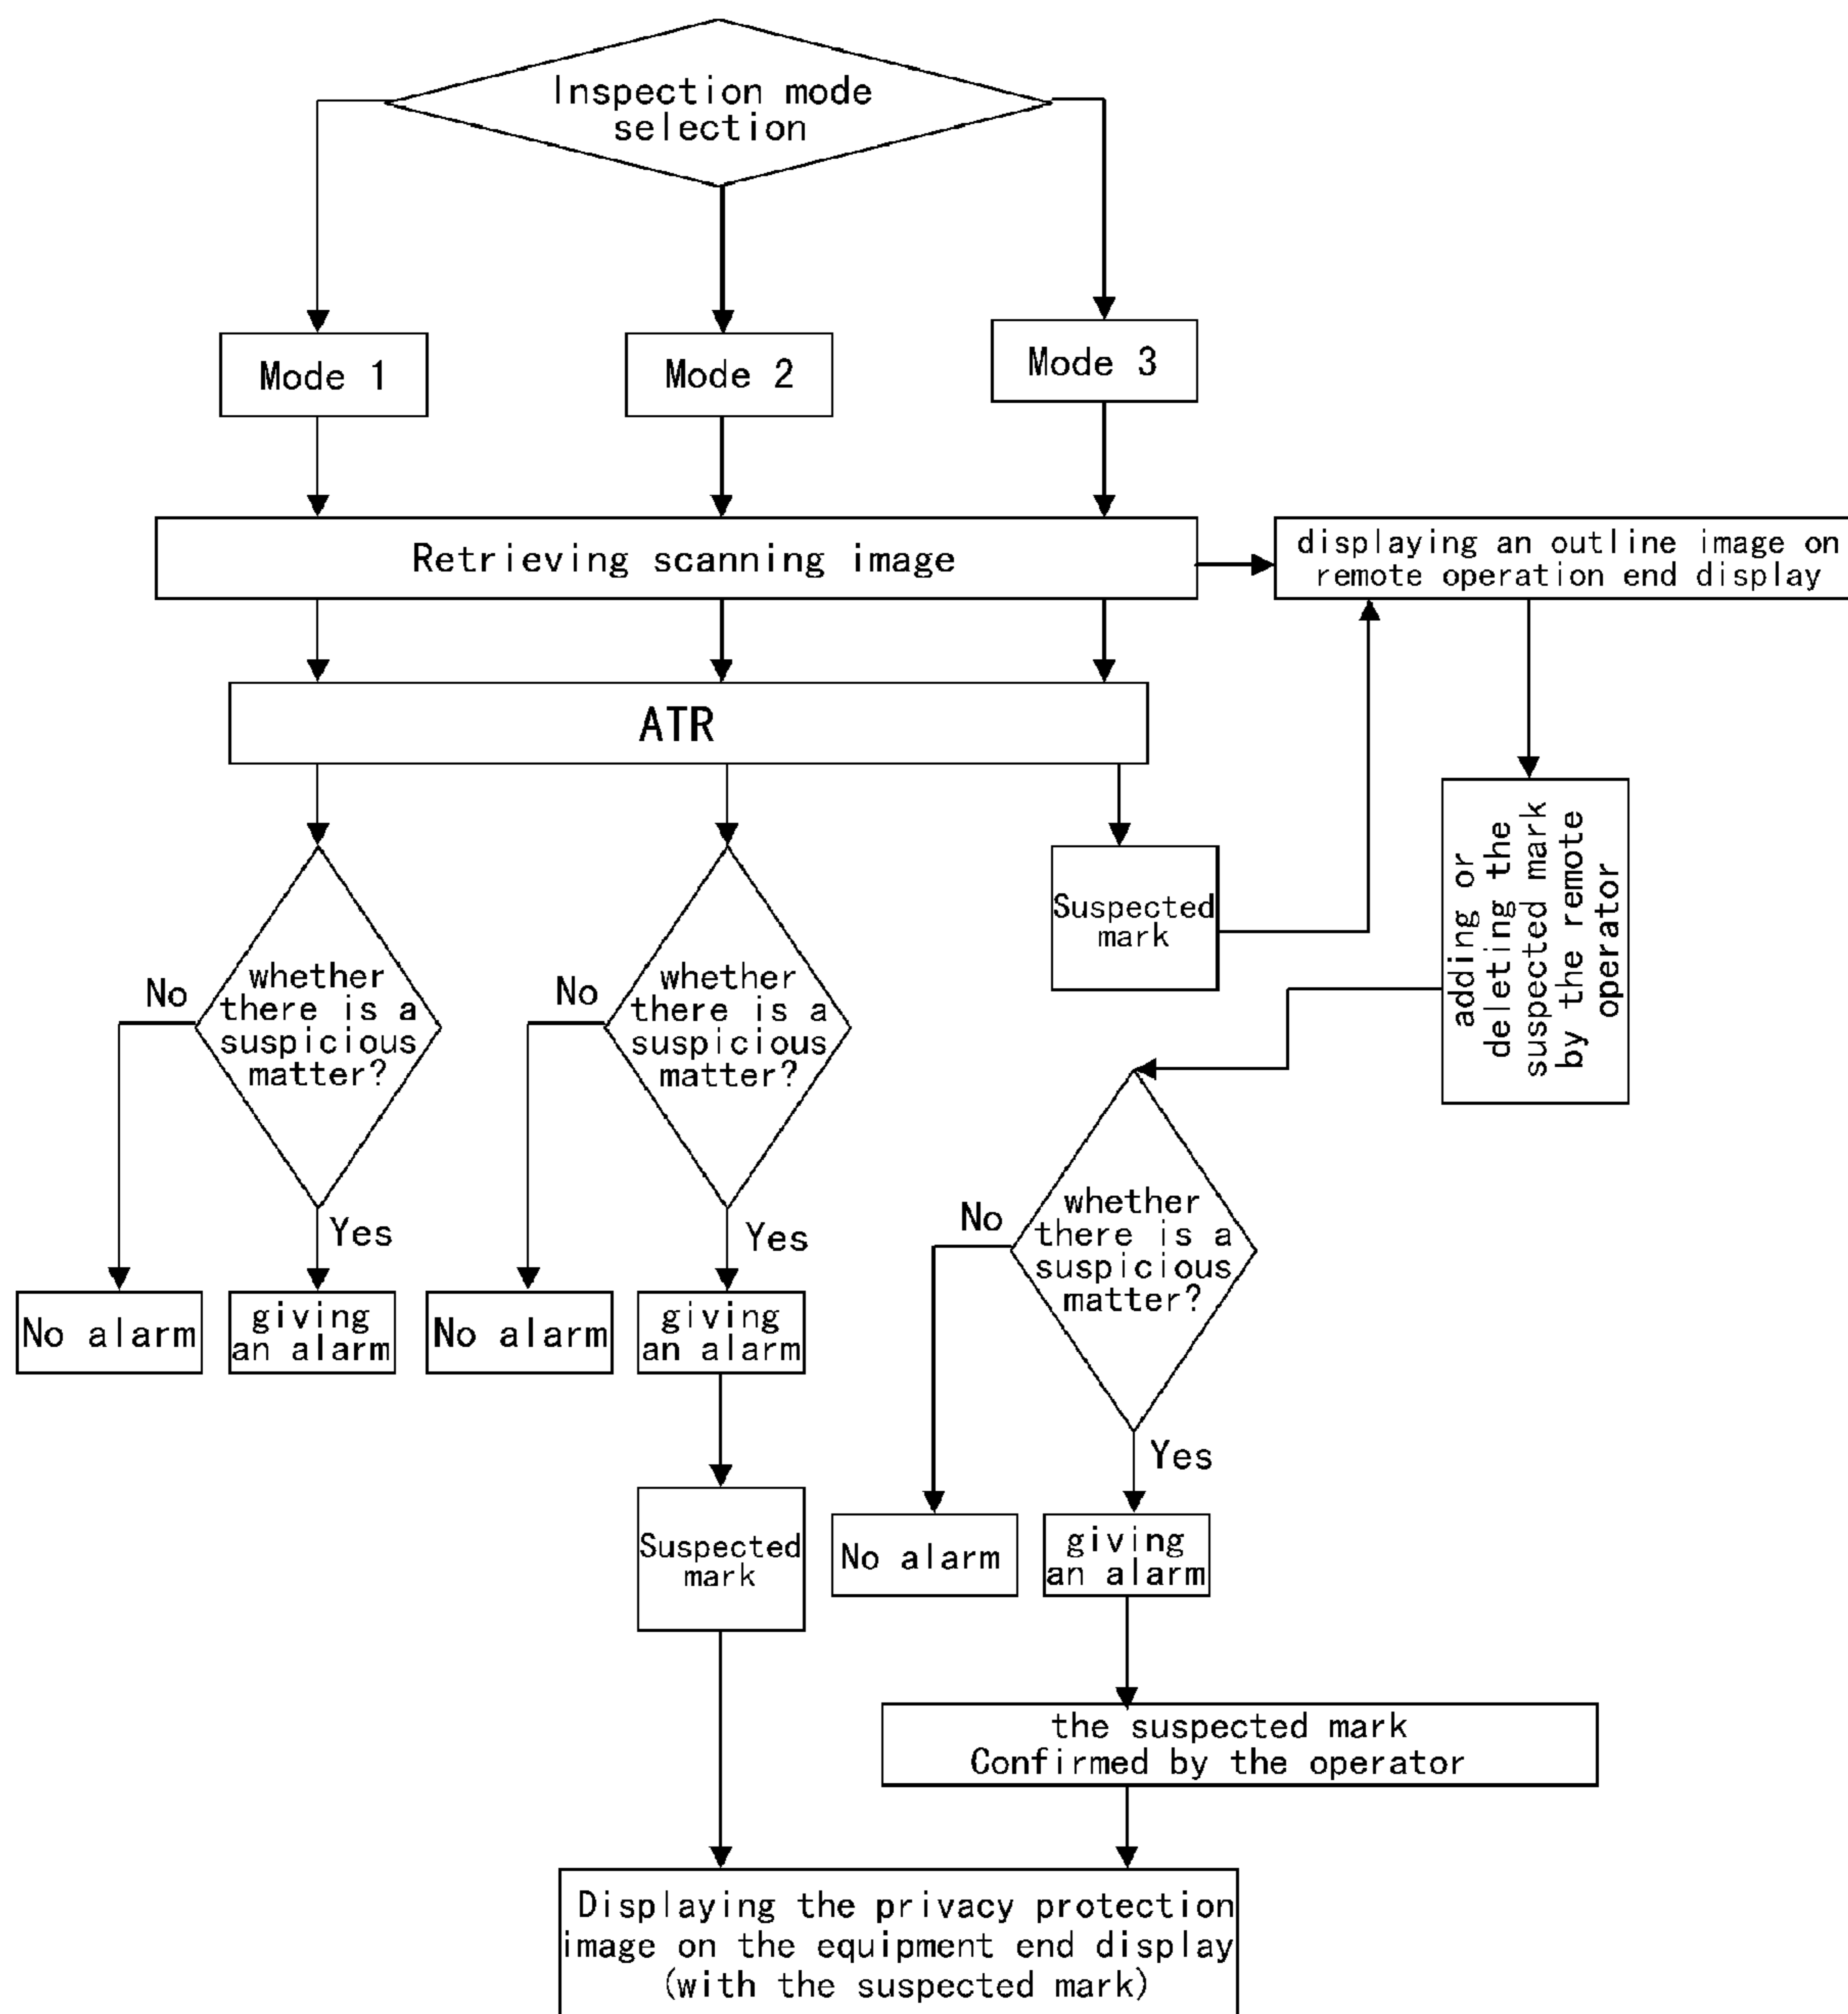 Inspection mode
selection
Mode 1
Mode 2
Mode 3
Retrieving scanning image
displaying an outline image on
remote operation end display
ATR
Suspected
mark
adding or
deleting the
suspected mark
by the remote
operator
No
whether
there is a
suspicious
matter?
Yes
No
whether
there is a
suspicious
matter?
Yes
No
whether
there is a
suspicious
matter?
Yes
No alarm
giving
an alarm
No alarm
giving
an alarm
Suspected
mark
No alarm
giving
an alarm
the suspected mark
Confirmed by the operator
Displaying the privacy protection
image on the equipment end display
(with the suspected mark)